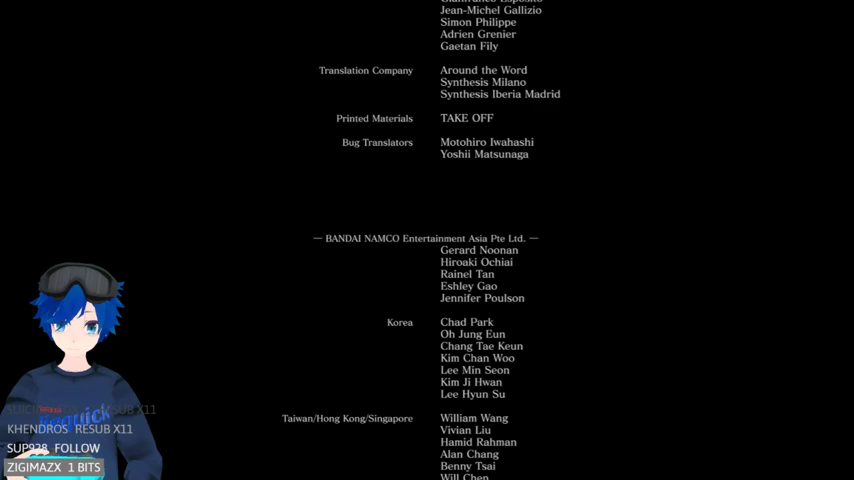 Jean-Michel Gallizio
Simon Philippe
Adrien Grenier
Gaetan Fily
Translation Company Around the Word
Synthesis Milano
Synthesis Iberia Madrid
Printed Materials TAKE OFF
Bug Translators Motohiro Iwahashi
Yoshii Matsunaga
— BANDAI NAMCO Entertainment Asia Pte Ltd. —
Gerard Noonan
Hiroaki Ochiai
Rainel Tan
Eshley Gao
Jennifer Poulson
Korea Chad Park
Oh Jung Eun
Chang Tae Keun
Kim Chan Woo
Lee Min Seon
Kim Ji Hwan
Lee Hyun Su
Taiwan/Hong Kong/Singapore William Wang
Vivian Liu
Hamid Rahman
Alan Chang
Benny Tsai
Will Chen
SUB X11
KHENDROS RESUB X11
SUP928 FOLLOW
ZIGIMAZX 1 BITS